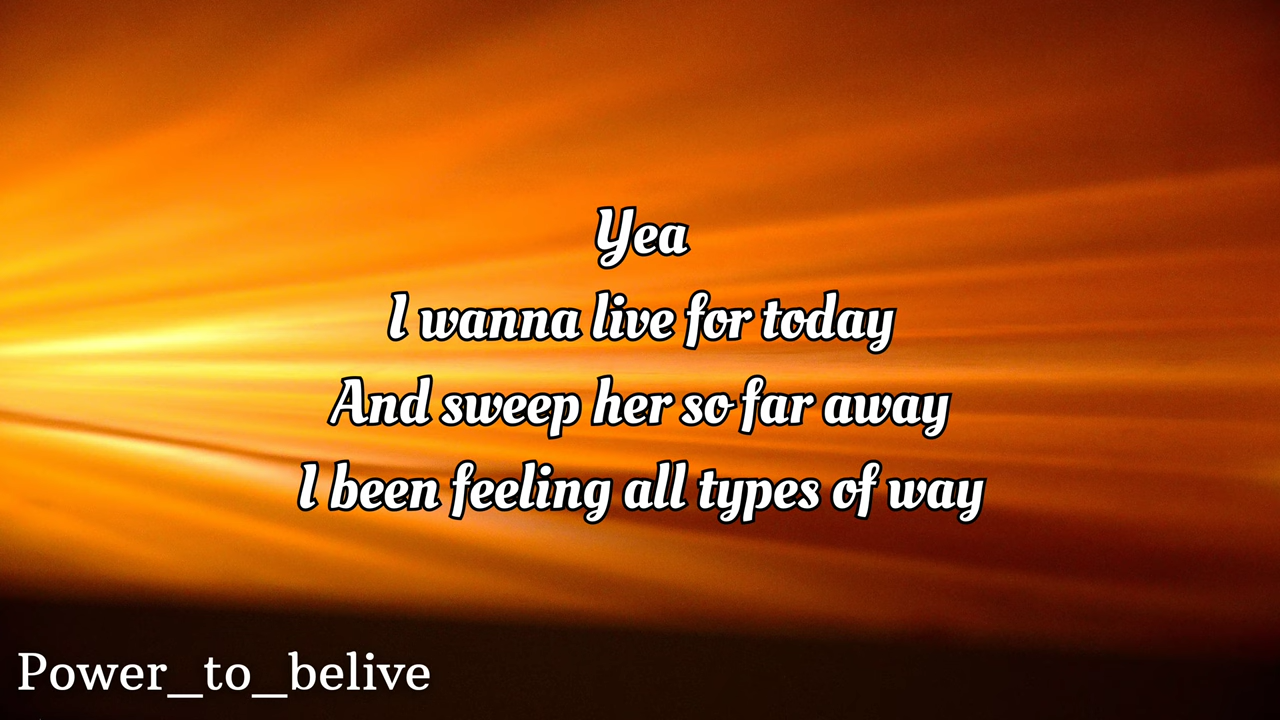 Yea
I wanna live for today
And sweep her so far away
I been feeling all types of way
Power_to_belive